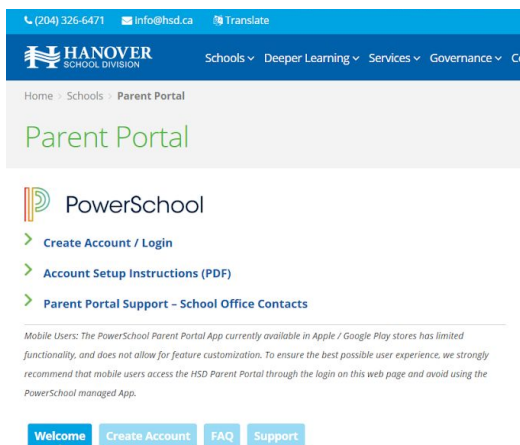 (204) 326-6471 info@hsd.ca Translate
HANOVER
SCHOOL DIVISION
Schools Deeper Learning Services Governance
Home > Schools > Parent Portal
Parent Portal
PowerSchool
Create Account / Login
Account Setup Instructions (PDF)
Parent Portal Support – School Office Contacts
Mobile Users: The PowerSchool Parent Portal App currently available in Apple / Google Play stores has limited
functionality, and does not allow for feature customization. To ensure the best possible user experience, we strongly
recommend that mobile users access the HSD Parent Portal through the login on this web page and avoid using the
PowerSchool managed App.
Welcome Create Account FAQ Support